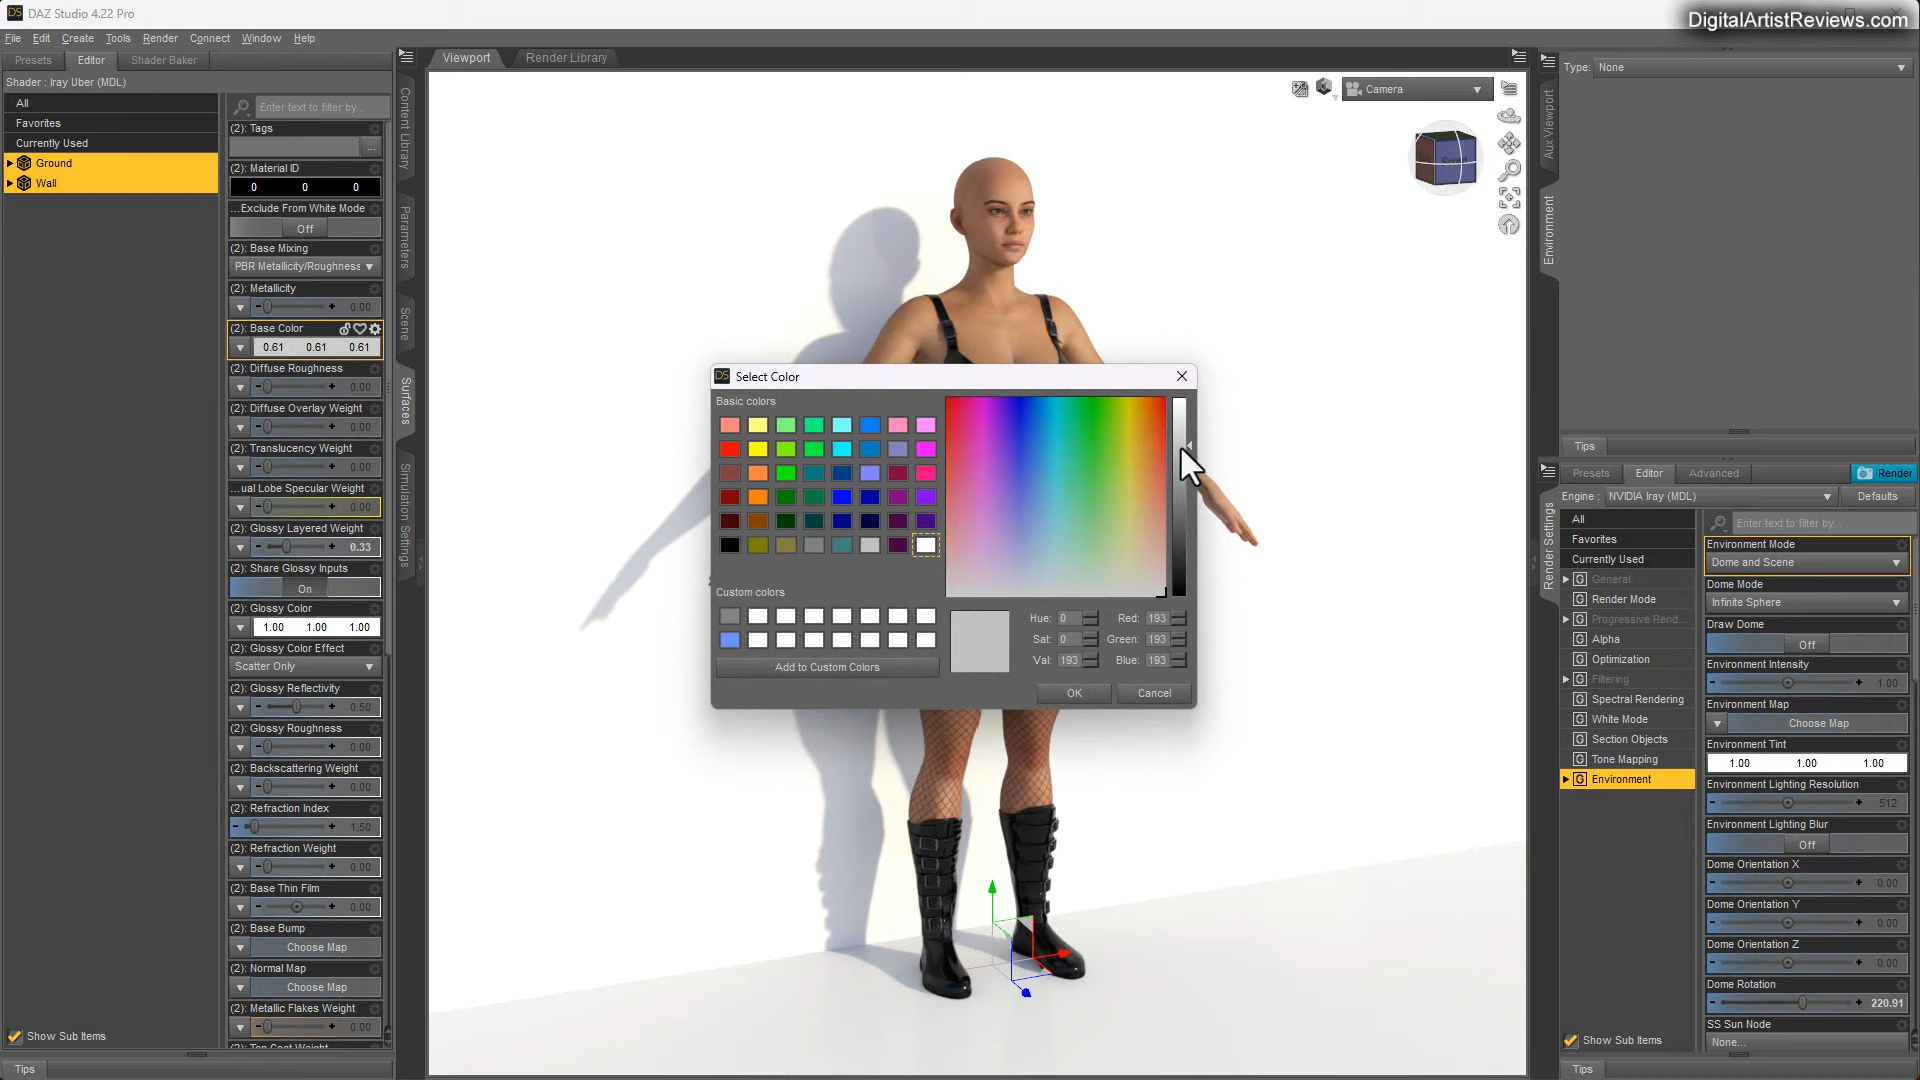 DAZ Studio 4.22 Pro
DigitalArtistReviews.com
File Edit Create Tools Render Connect Window Help
Presets Editor Shader Baker
Shader : Iray Uber (MDL)
All
Favorites
Currently Used
Ground
Wall
Show Sub Items
Tips
Enter text to filter by...
(2): Tags
...
(2): Material ID
0 0 0
...Exclude From White Mode
Off
(2): Base Mixing
PBR Metallicity/Roughness
(2): Metallicity
0.00
(2): Base Color
0.61 0.61 0.61
(2): Diffuse Roughness
0.00
(2): Diffuse Overlay Weight
0.00
(2): Translucency Weight
0.00
...ual Lobe Specular Weight
0.00
(2): Glossy Layered Weight
0.33
(2): Share Glossy Inputs
On
(2): Glossy Color
1.00 1.00 1.00
(2): Glossy Color Effect
Scatter Only
(2): Glossy Reflectivity
0.50
(2): Glossy Roughness
0.00
(2): Backscattering Weight
0.00
(2): Refraction Index
1.50
(2): Refraction Weight
0.00
(2): Base Thin Film
0.00
(2): Base Bump
Choose Map
(2): Normal Map
Choose Map
(2): Metallic Flakes Weight
0.00
Content Library
Parameters
Scene
Surfaces
Simulation Settings
Viewport Render Library
Camera
Select Color
Basic colors
Custom colors
Add to Custom Colors
Hue: 0 Red: 193
Sat: 0 Green: 193
Val: 193 Blue: 193
OK Cancel
Aux Viewport
Environment
Type: None
Tips
Render Settings
Presets Editor Advanced Render
Engine : NVIDIA Iray (MDL) Defaults
All
Favorites
Currently Used
General
Render Mode
Progressive Rend...
Alpha
Optimization
Filtering
Spectral Rendering
White Mode
Section Objects
Tone Mapping
Environment
Show Sub Items
Tips
Enter text to filter by...
Environment Mode
Dome and Scene
Dome Mode
Infinite Sphere
Draw Dome
Off
Environment Intensity
1.00
Environment Map
Choose Map
Environment Tint
1.00 1.00 1.00
Environment Lighting Resolution
512
Environment Lighting Blur
Off
Dome Orientation X
0.00
Dome Orientation Y
0.00
Dome Orientation Z
0.00
Dome Rotation
220.91
SS Sun Node
None...